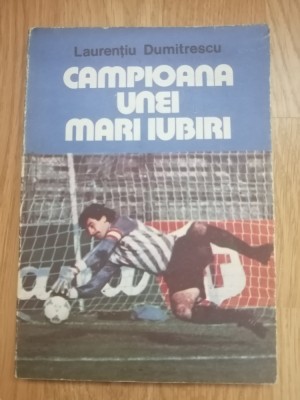 Laurențiu Dumitrescu
CAMPIOANA
UNEI
MARI IUBIRI